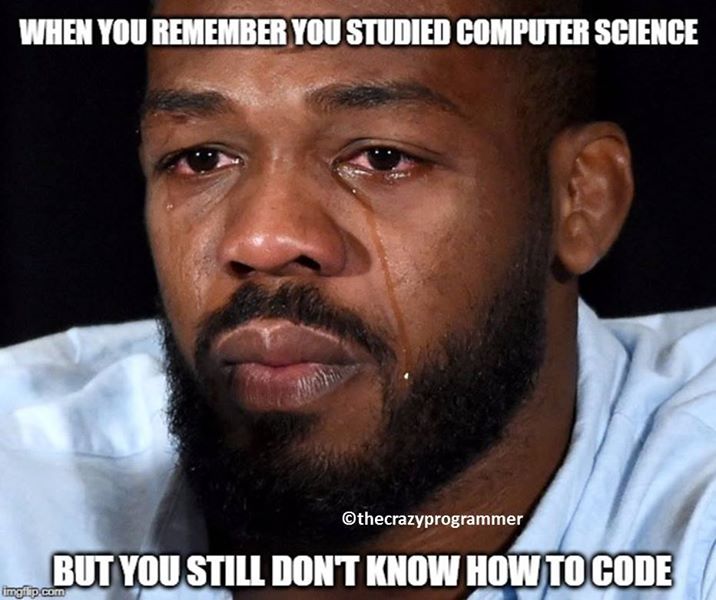 WHEN YOU REMEMBER YOU STUDIED COMPUTER SCIENCE
©thecrazyprogrammer
BUT YOU STILL DON'T KNOW HOW TO CODE
imgflip.com